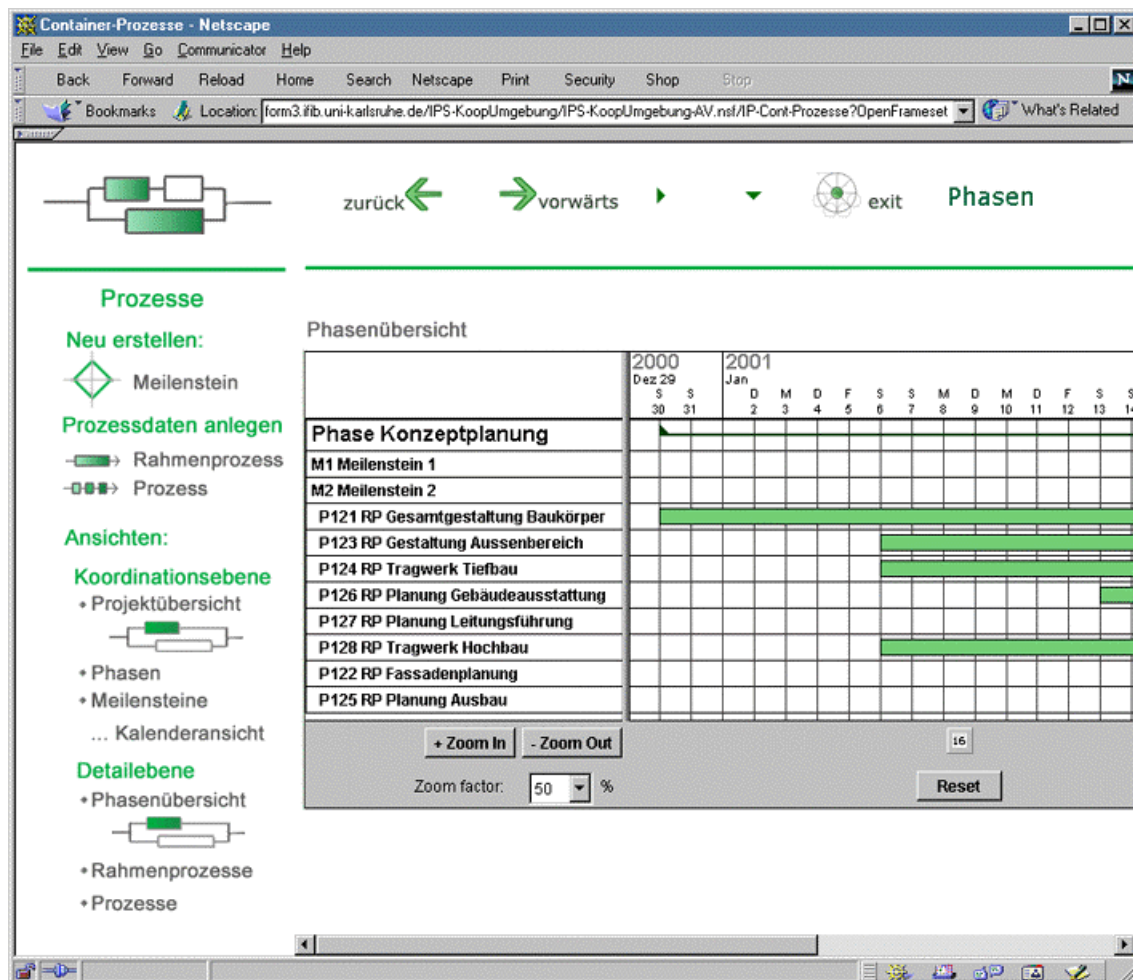 Container-Prozesse - Netscape
File Edit View Go Communicator Help
Back Forward Reload Home Search Netscape Print Security Shop Stop
N
Bookmarks Location: form3.ifib.uni-karlsruhe.de/IPS-KoopUmgebung/IPS-KoopUmgebung-AV.nsf/IP-Cont-Prozesse?OpenFrameset What's Related
zurück vorwärts exit Phasen
Prozesse
Neu erstellen:
Meilenstein
Prozessdaten anlegen
Rahmenprozess
Prozess
Ansichten:
Koordinationsebene
Projektübersicht
Phasen
Meilensteine
... Kalenderansicht
Detailebene
Phasenübersicht
Rahmenprozesse
Prozesse
Phasenübersicht
2000 2001
Dez 29 Jan
S S D M D F S S M D M D F S S
30 31 2 3 4 5 6 7 8 9 10 11 12 13 14
Phase Konzeptplanung
M1 Meilenstein 1
M2 Meilenstein 2
P121 RP Gesamtgestaltung Baukörper
P123 RP Gestaltung Aussenbereich
P124 RP Tragwerk Tiefbau
P126 RP Planung Gebäudeausstattung
P127 RP Planung Leitungsführung
P128 RP Tragwerk Hochbau
P122 RP Fassadenplanung
P125 RP Planung Ausbau
+ Zoom In - Zoom Out 16
Zoom factor: 50 % Reset